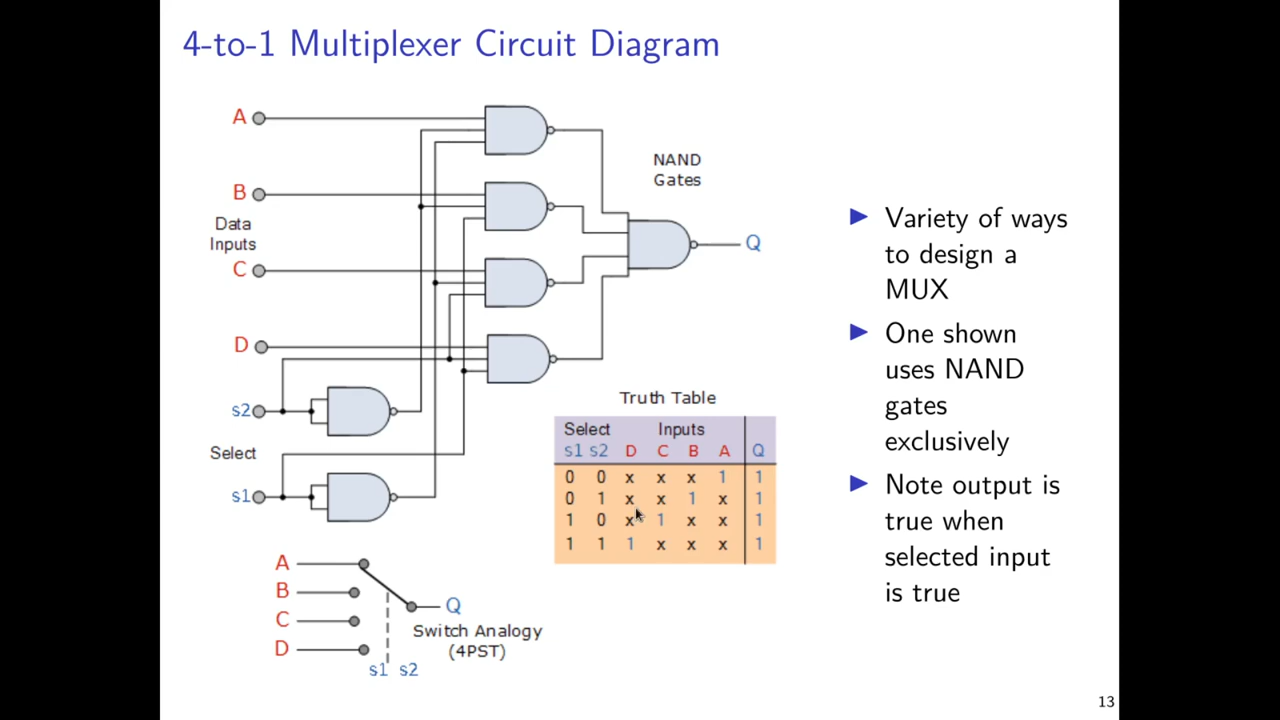 4-to-1 Multiplexer Circuit Diagram
A
B
Data
Inputs
C
D
s2
Select
s1
NAND
Gates
Q
Truth Table
Select Inputs
s1 s2 D C B A Q
0 0 x x x 1 1
0 1 x x 1 x 1
1 0 x 1 x x 1
1 1 1 x x x 1
A
B
C
D
Q
Switch Analogy
(4PST)
s1 s2
Variety of ways
to design a
MUX
One shown
uses NAND
gates
exclusively
Note output is
true when
selected input
is true
13